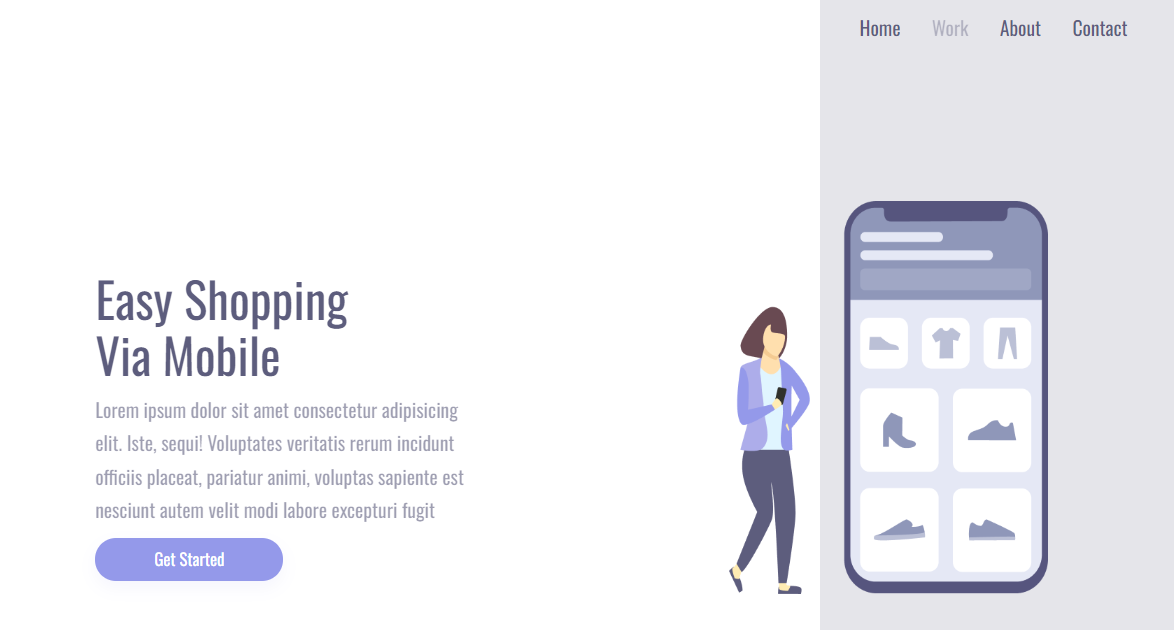 Home Work About Contact
Easy Shopping
Via Mobile
Lorem ipsum dolor sit amet consectetur adipisicing
elit. Iste, sequi! Voluptates veritatis rerum incidunt
officiis placeat, pariatur animi, voluptas sapiente est
nesciunt autem velit modi labore excepturi fugit
Get Started